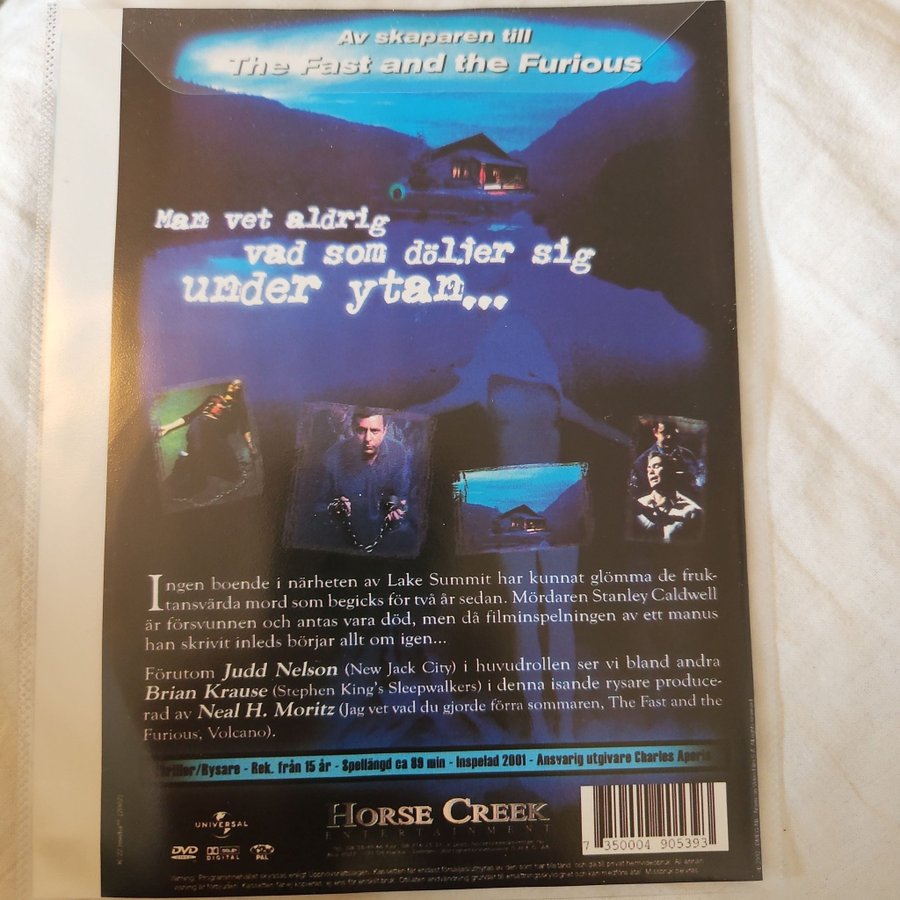 Av skaparen till
The Fast and the Furious
Man vet aldrig
vad som döljer sig
under ytan...
Ingen boende i närheten av Lake Summit har kunnat glömma de fruk-
tansvärda mord som begicks för två år sedan. Mördaren Stanley Caldwell
är försvunnen och antas vara död, men då filminspelningen av ett manus
han skrivit inleds börjar allt om igen...
Förutom Judd Nelson (New Jack City) i huvudrollen ser vi bland andra
Brian Krause (Stephen King's Sleepwalkers) i denna isande rysare produce-
rad av Neal H. Moritz (Jag vet vad du gjorde förra sommaren, The Fast and the
Furious, Volcano).
Thriller/Rysare - Rek. från 15 år - Spellängd ca 89 min - Inspelad 2001 - Ansvarig utgivare Charles
UNIVERSAL
HORSE CREEK
ENTERTAINMENT
DVD
DOLBY
DIGITAL
PAL
7 350004 905393